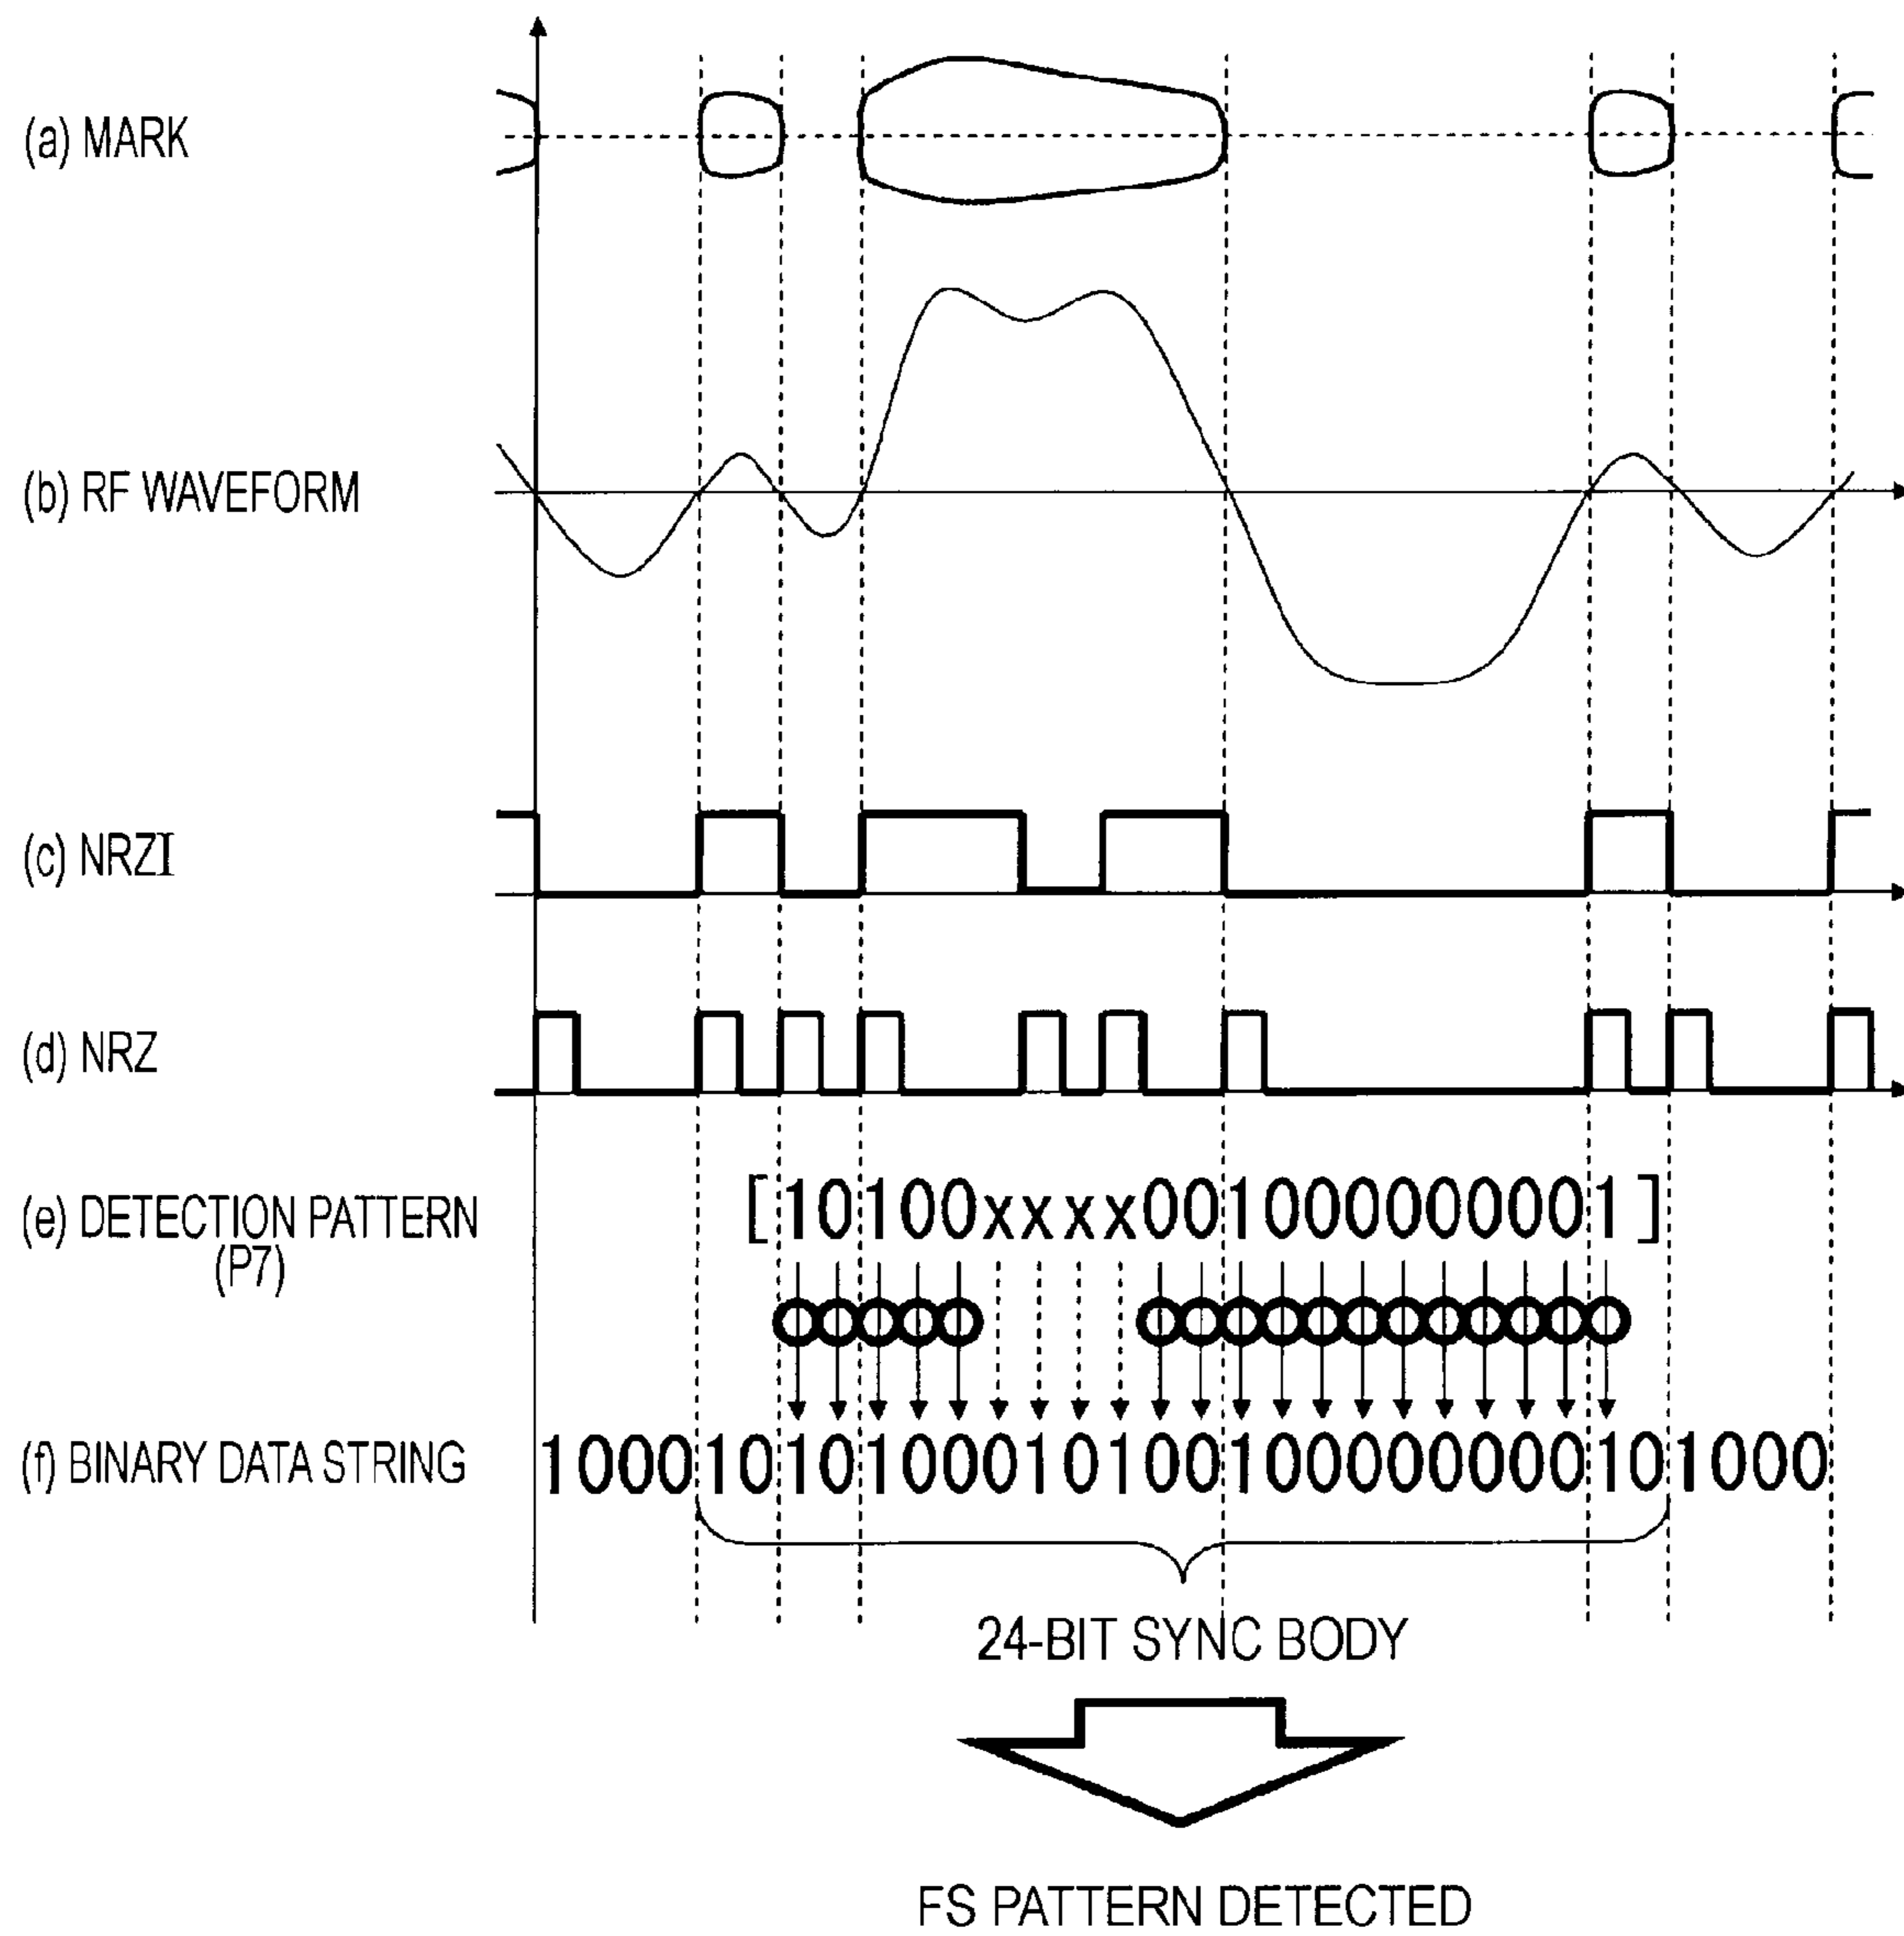 (a) MARK
(b) RF WAVEFORM
(c) NRZI
(d) NRZ
(e) DETECTION PATTERN
(P7)
[10100xxxx001000000001]
(f) BINARY DATA STRING
10001010100010100100000000101000
24-BIT SYNC BODY
FS PATTERN DETECTED